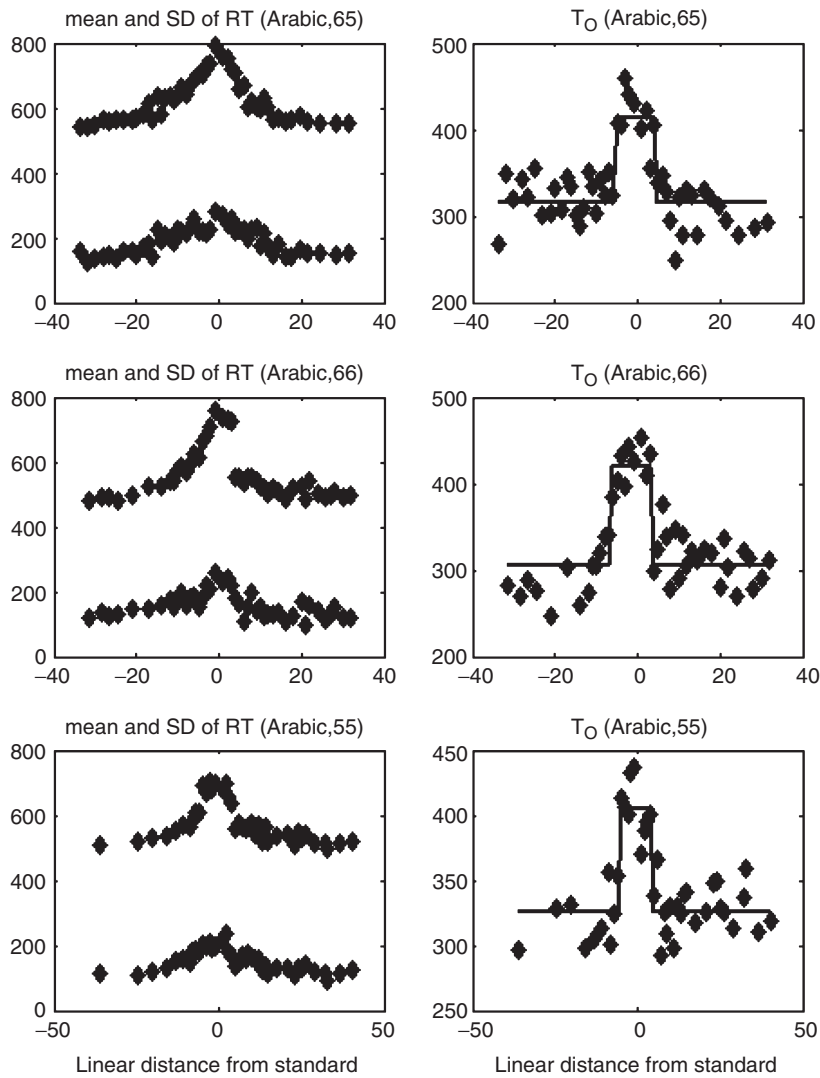 mean and SD of RT (Arabic,65)
800
600
400
200
0
−40 −20 0 20 40
T_O (Arabic,65)
500
400
300
200
−40 −20 0 20 40
mean and SD of RT (Arabic,66)
800
600
400
200
0
−40 −20 0 20 40
T_O (Arabic,66)
500
400
300
200
−40 −20 0 20 40
mean and SD of RT (Arabic,55)
800
600
400
200
0
−50 0 50
Linear distance from standard
T_O (Arabic,55)
450
400
350
300
250
−50 0 50
Linear distance from standard